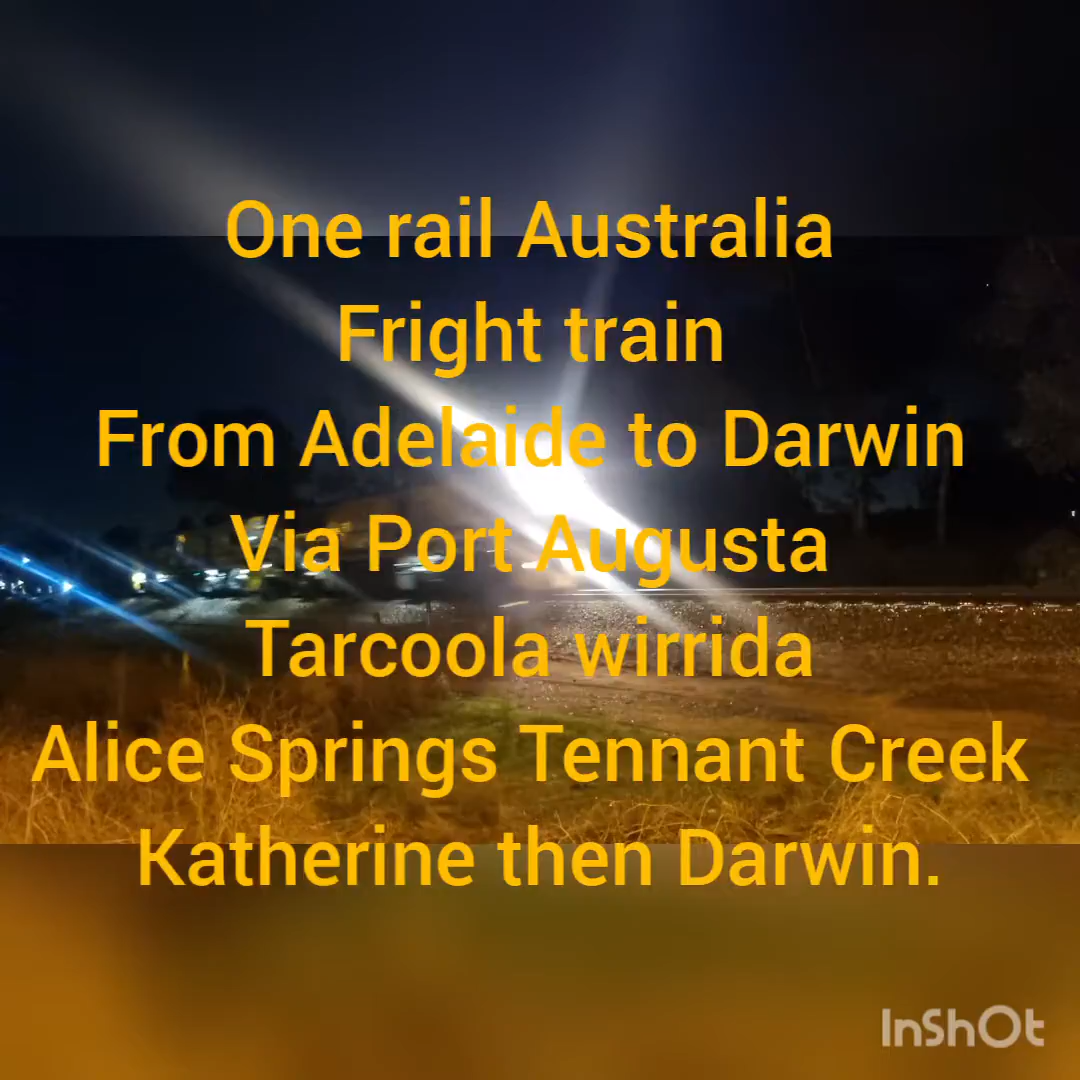 One rail Australia
Fright train
From Adelaide to Darwin
Via Port Augusta
Tarcoola wirrida
Alice Springs Tennant Creek
Katherine then Darwin.
InShOt